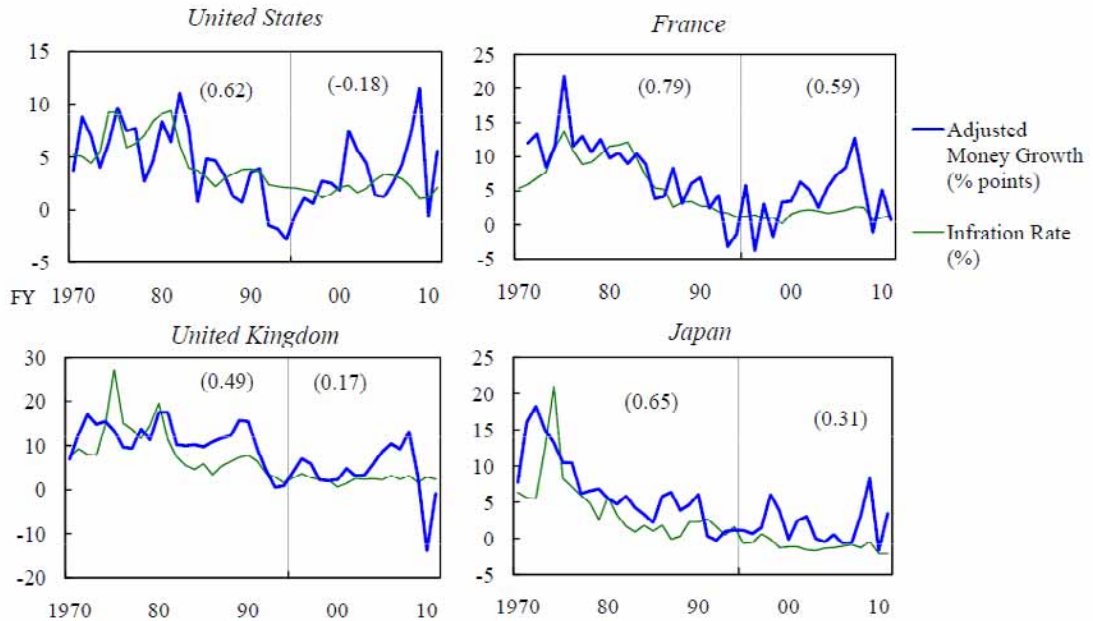 United States
15
10
5
0
-5
(0.62)
(-0.18)
FY 1970 80 90 00 10
France
25
20
15
10
5
0
-5
(0.79)
(0.59)
1970 80 90 00 10
Adjusted
Money Growth
(% points)
Infration Rate
(%)
United Kingdom
30
20
10
0
-10
-20
(0.49)
(0.17)
1970 80 90 00 10
Japan
25
20
15
10
5
0
-5
(0.65)
(0.31)
1970 80 90 00 10